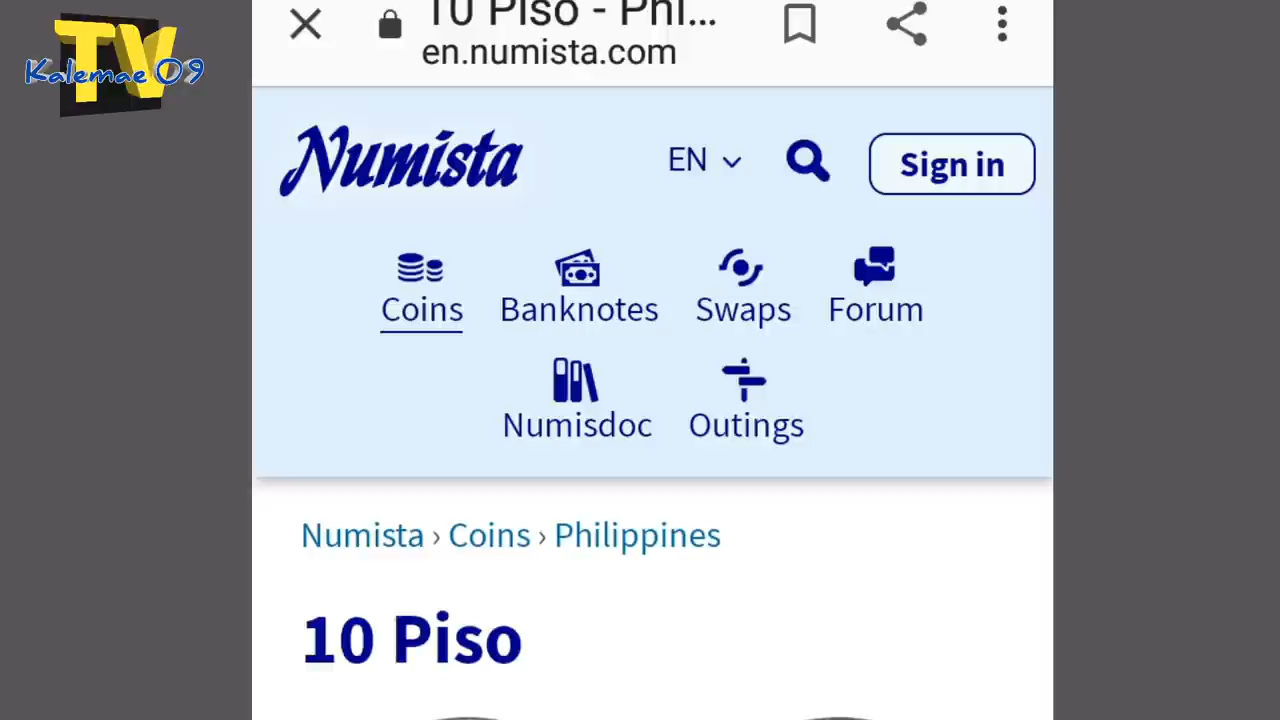 TV
Kalemae 09
10 Piso - Phi...
en.numista.com
Numista
EN
Sign in
Coins
Banknotes
Swaps
Forum
Numisdoc
Outings
Numista › Coins › Philippines
10 Piso